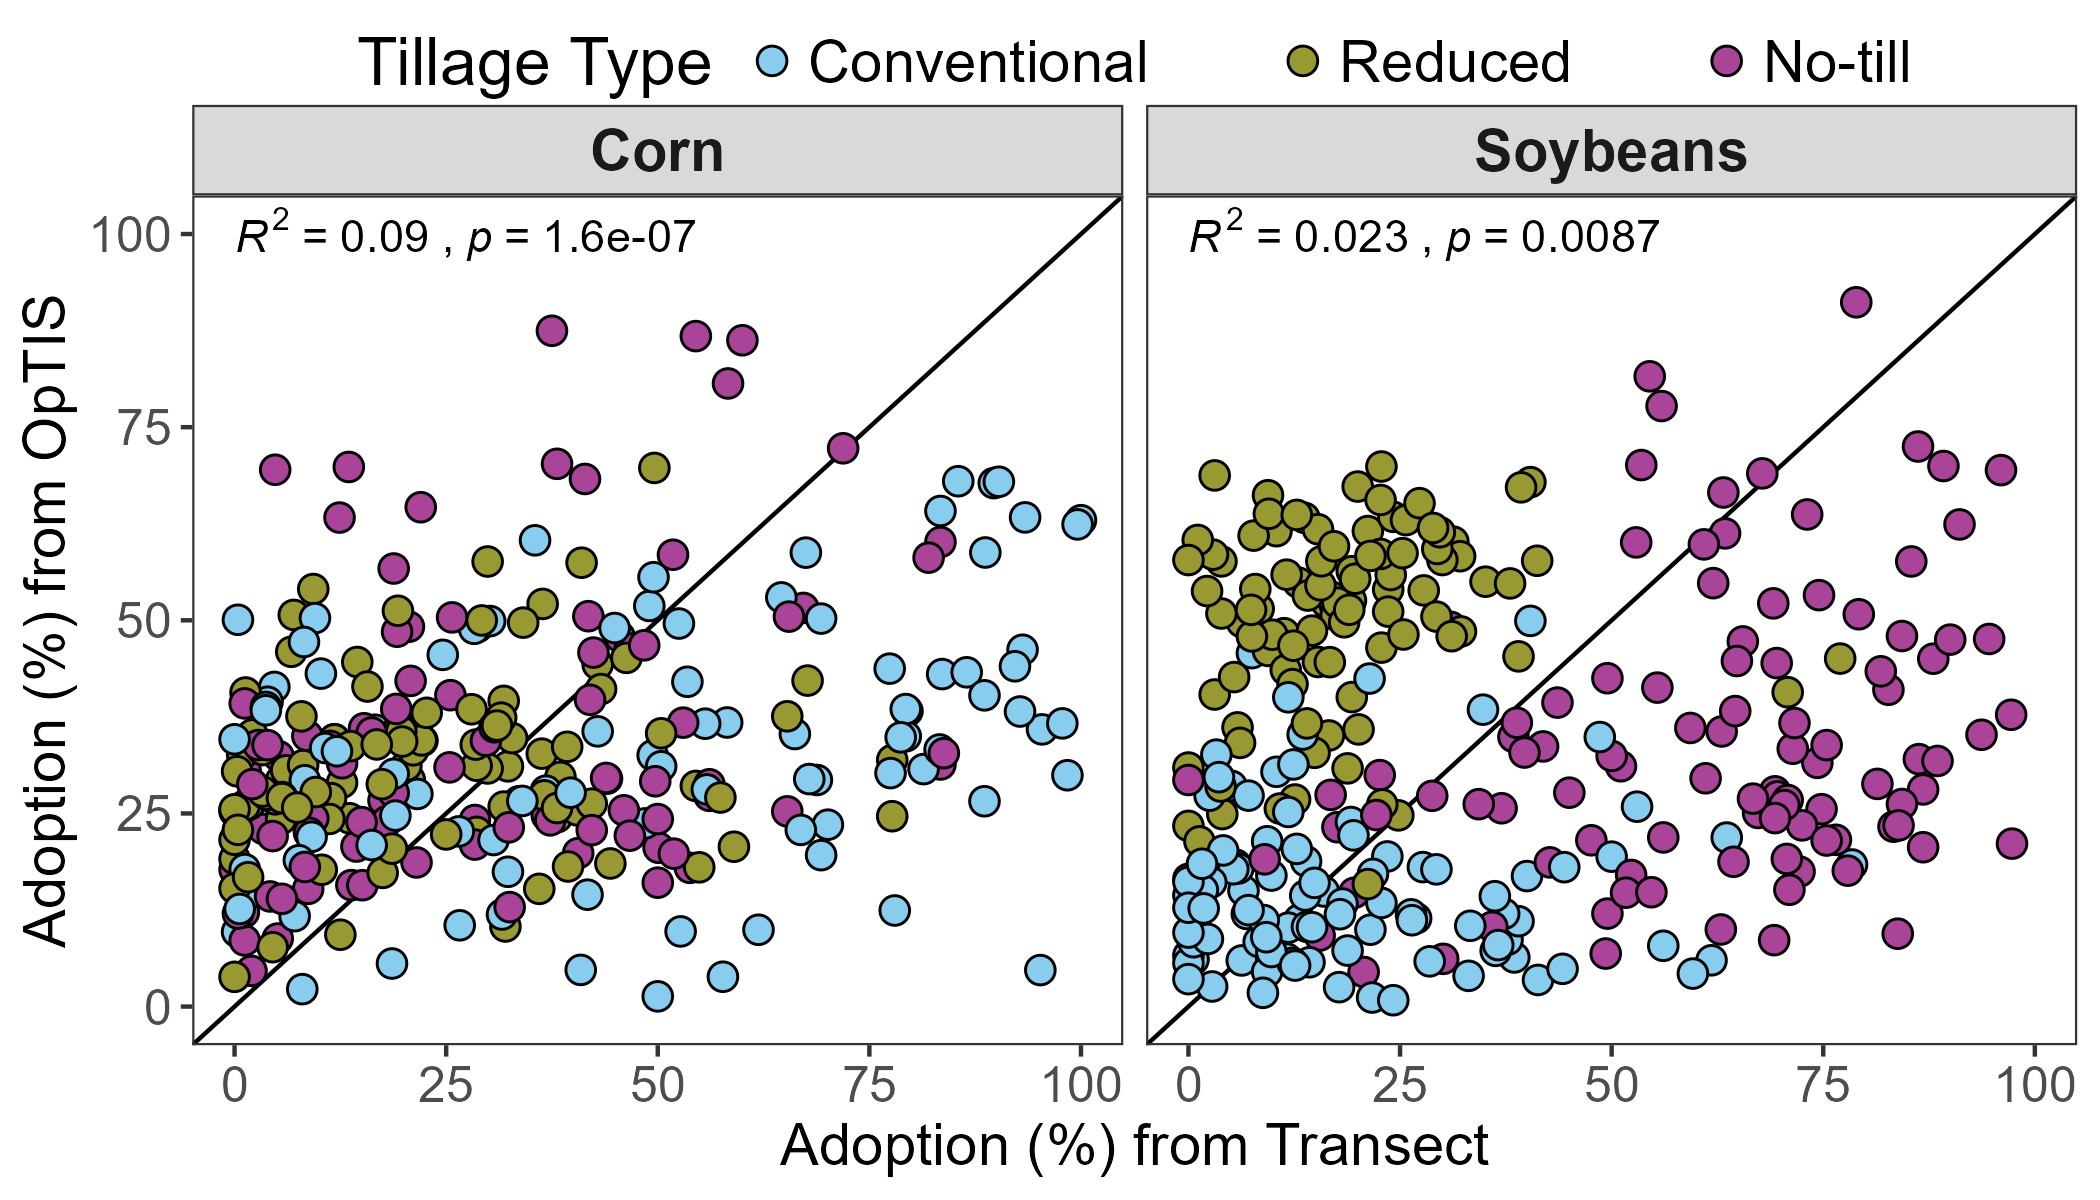 Tillage Type Conventional Reduced No-till
Corn
Soybeans
R² = 0.09 , p = 1.6e-07
R² = 0.023 , p = 0.0087
Adoption (%) from OpTIS
100
75
50
25
0
0 25 50 75 100
0 25 50 75 100
Adoption (%) from Transect